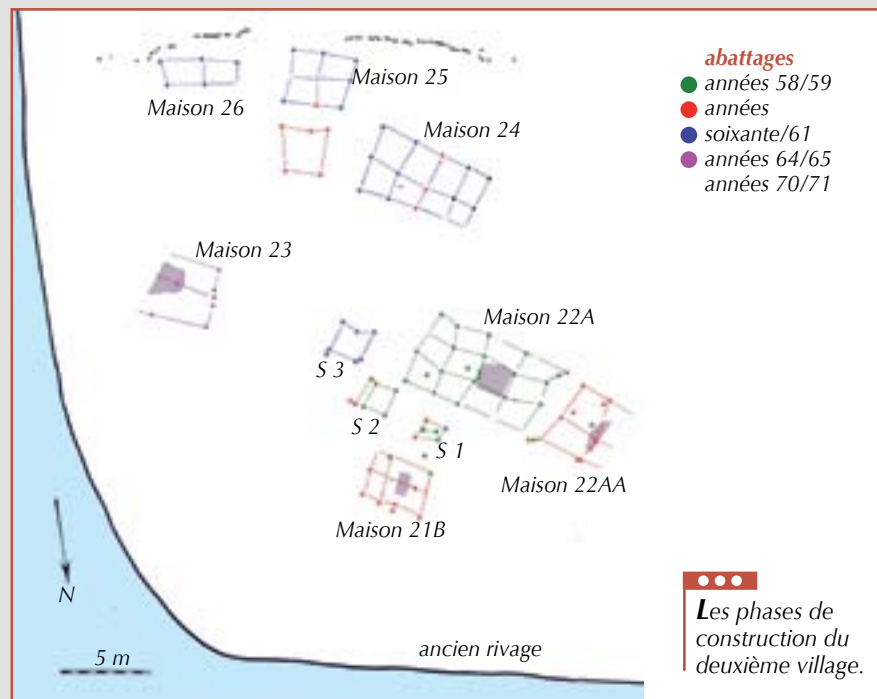 Maison 25
Maison 26
Maison 24
Maison 23
Maison 22A
S 3
S 2
S 1
Maison 22AA
Maison 21B
N
5 m
ancien rivage
abattages
années 58/59
années
soixante/61
années 64/65
années 70/71
Les phases de
construction du
deuxième village.